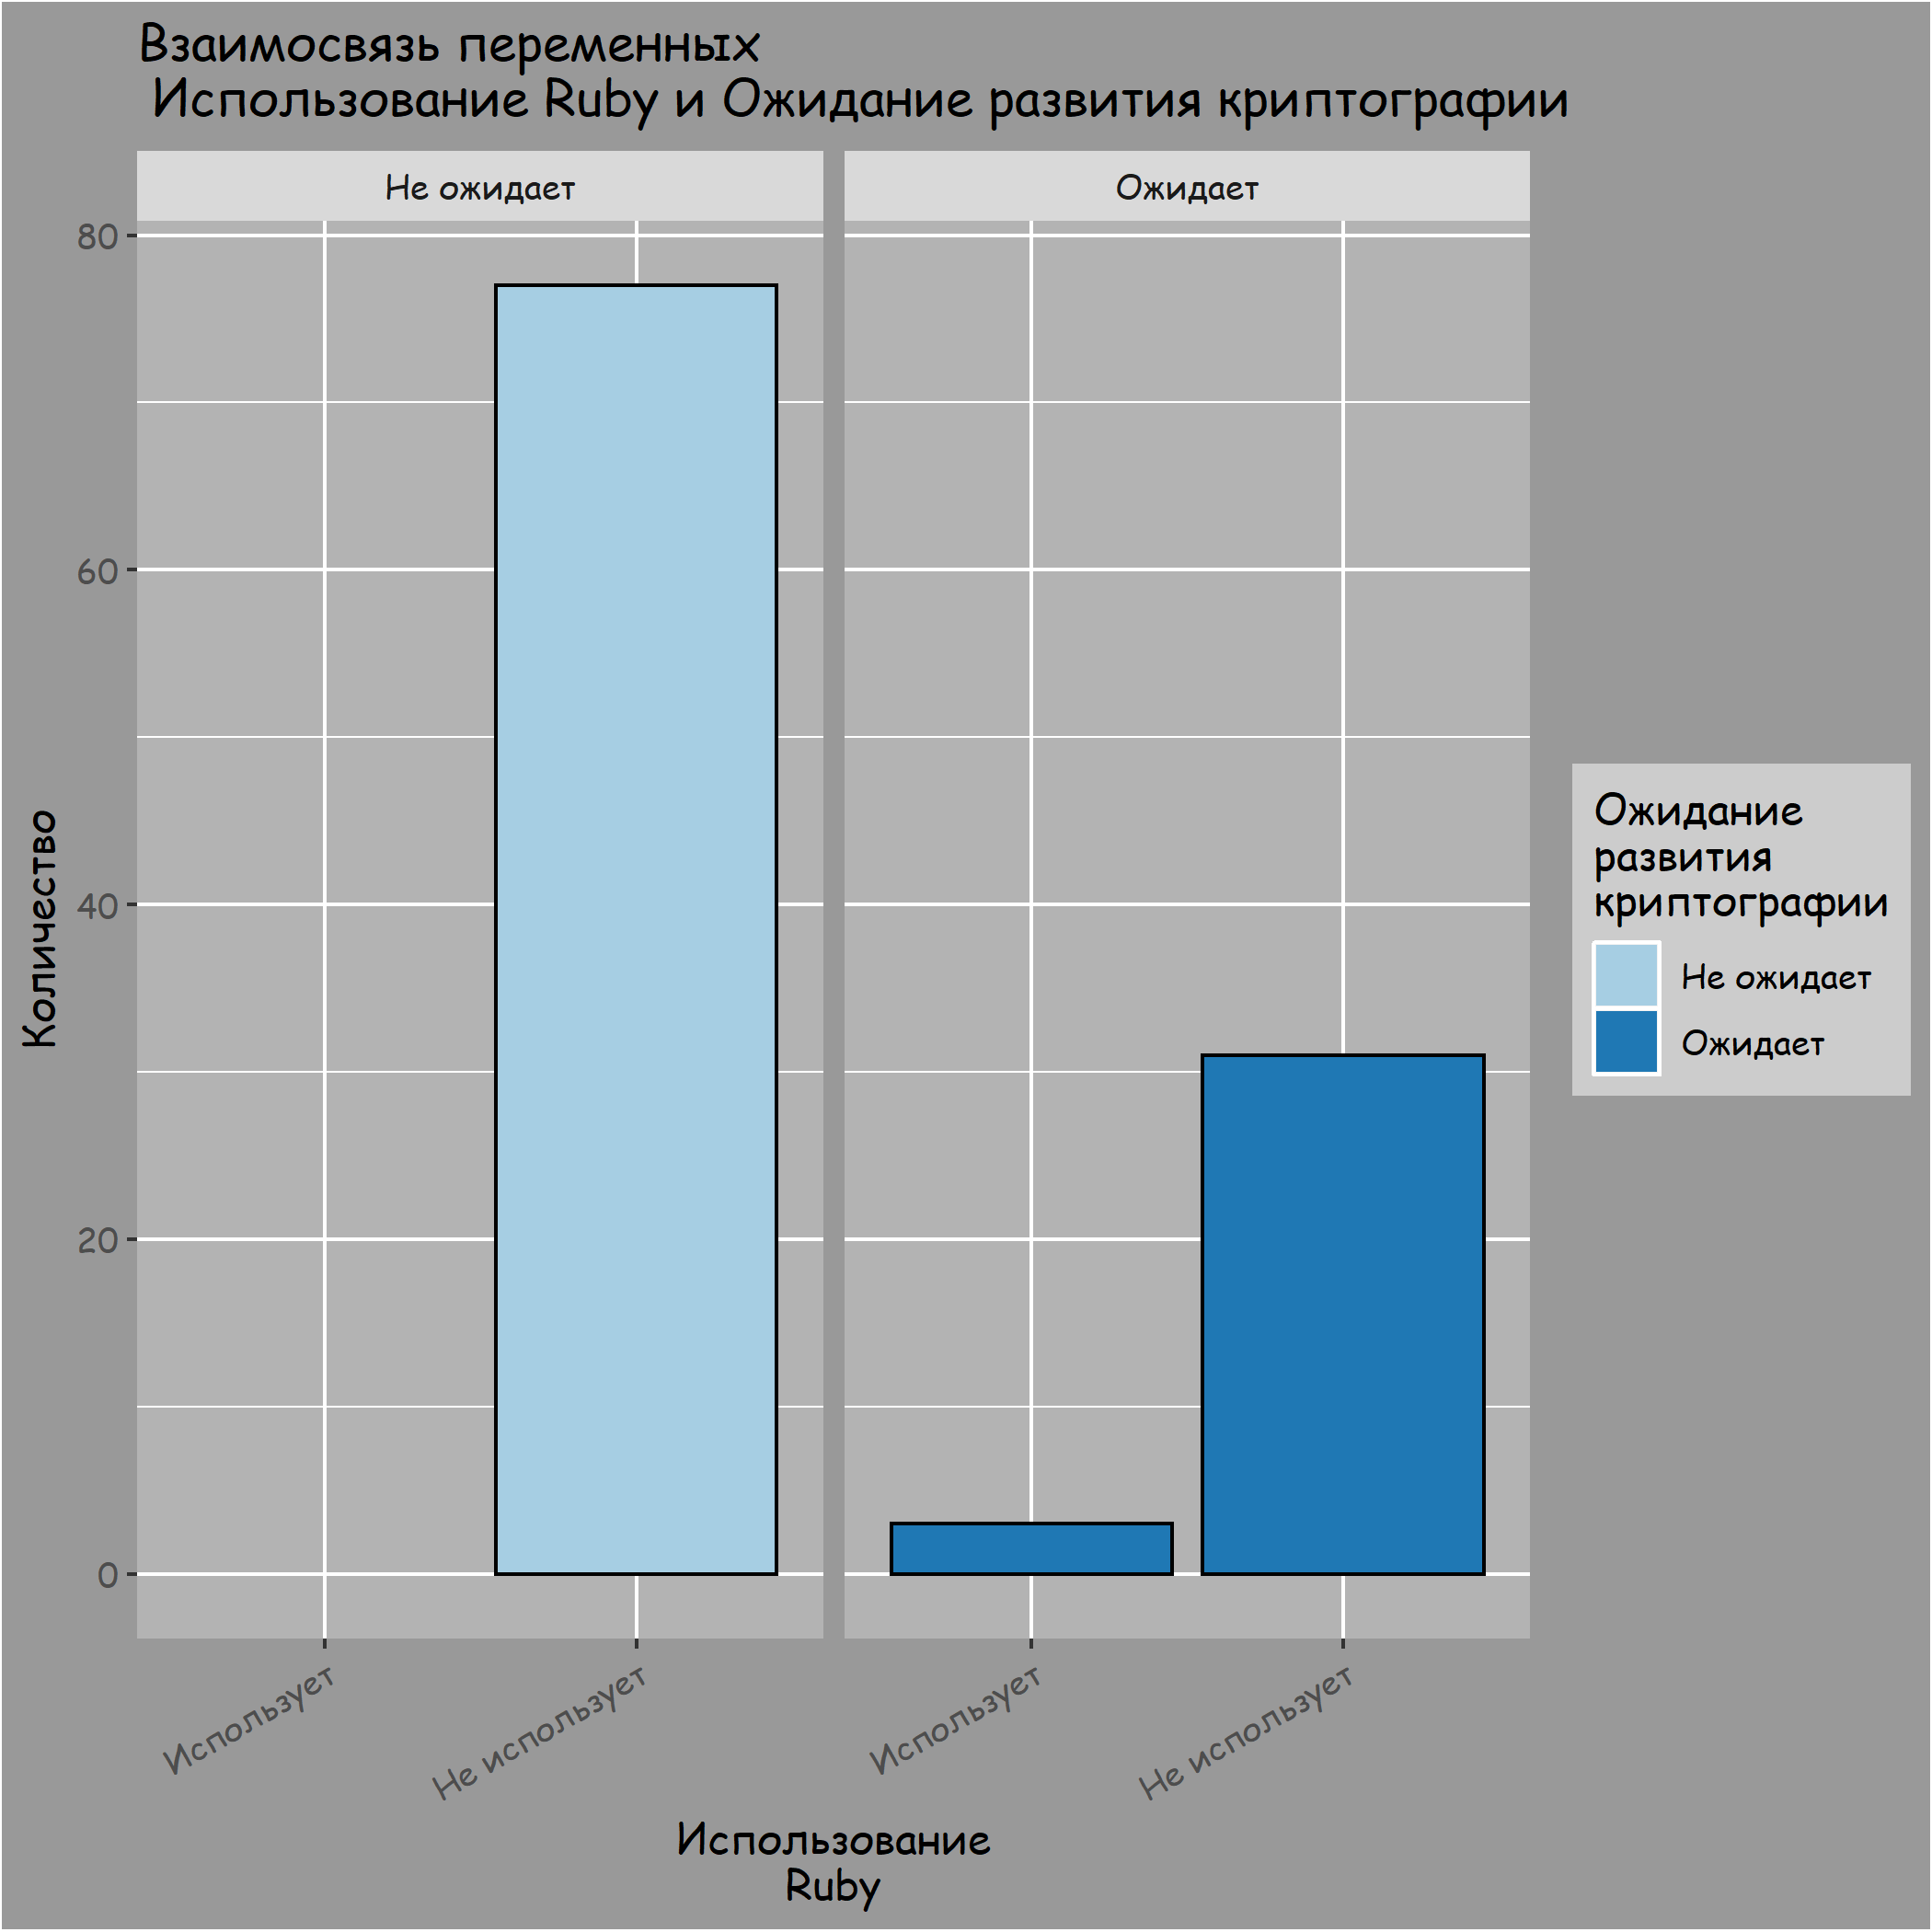 Взаимосвязь переменных
Использование Ruby и Ожидание развития криптографии
Не ожидает
Ожидает
80
60
40
20
0
Количество
Использует
Не использует
Использует
Не использует
Использование
Ruby
Ожидание
развития
криптографии
Не ожидает
Ожидает